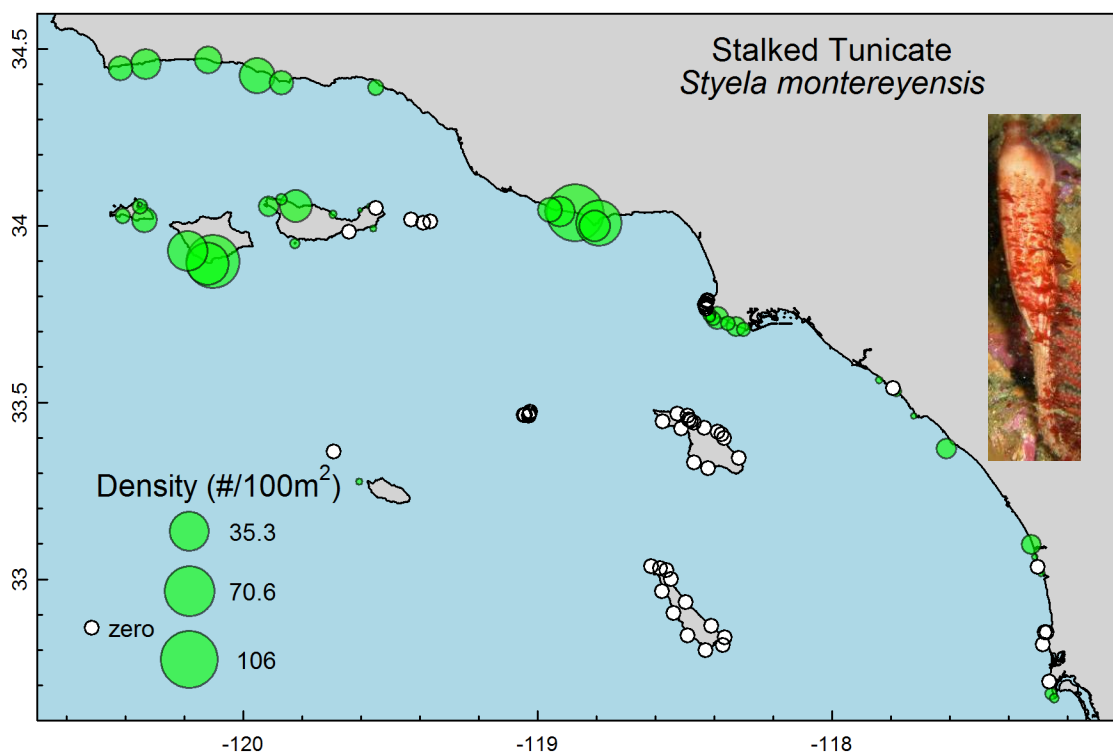 Stalked Tunicate
Styela montereyensis
34.5
34
33.5
33
Density (#/100m²)
35.3
70.6
zero
106
-120
-119
-118